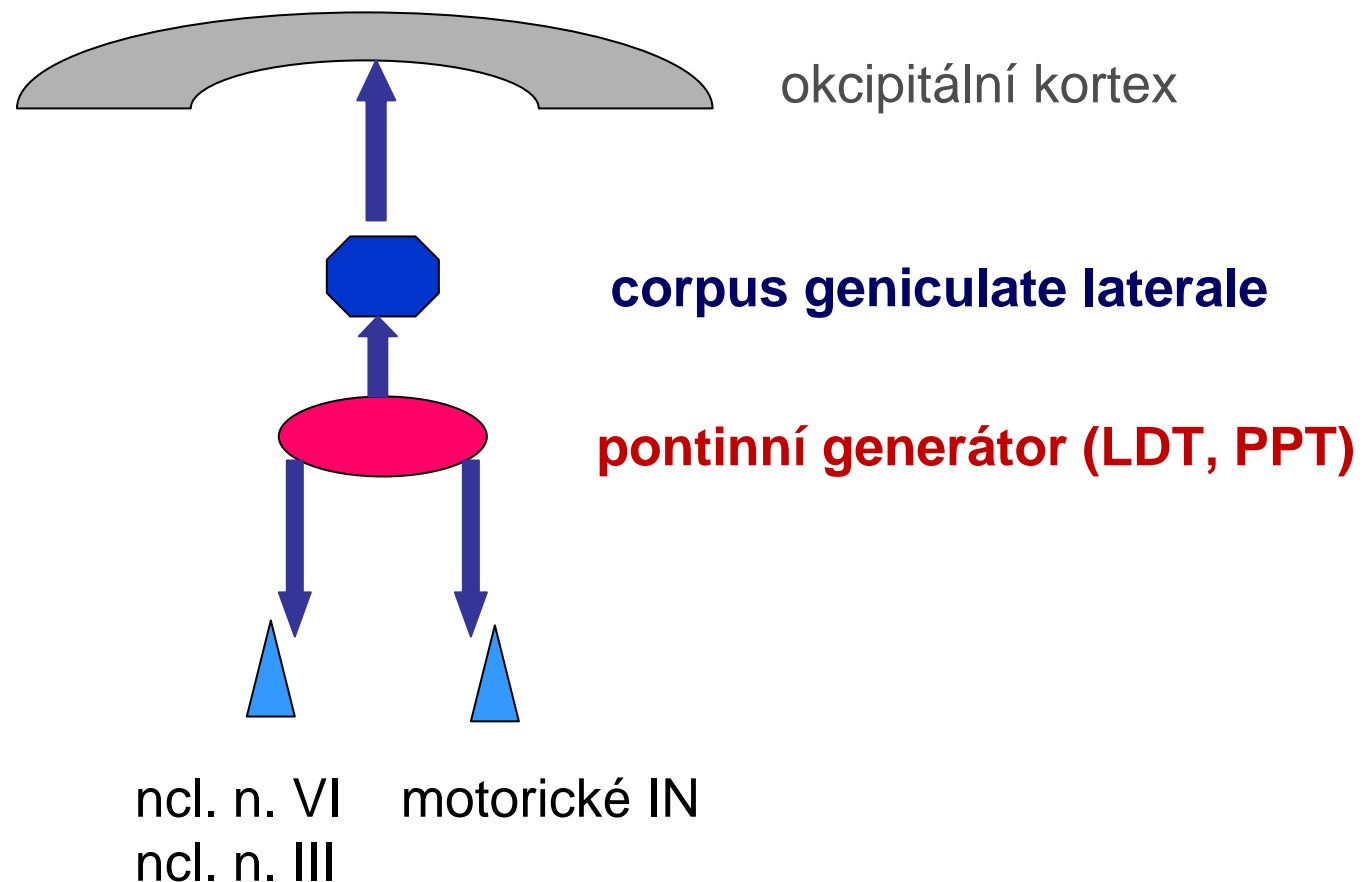 okcipitální kortex
corpus geniculate laterale
pontinní generátor (LDT, PPT)
ncl. n. VI motorické IN
ncl. n. III